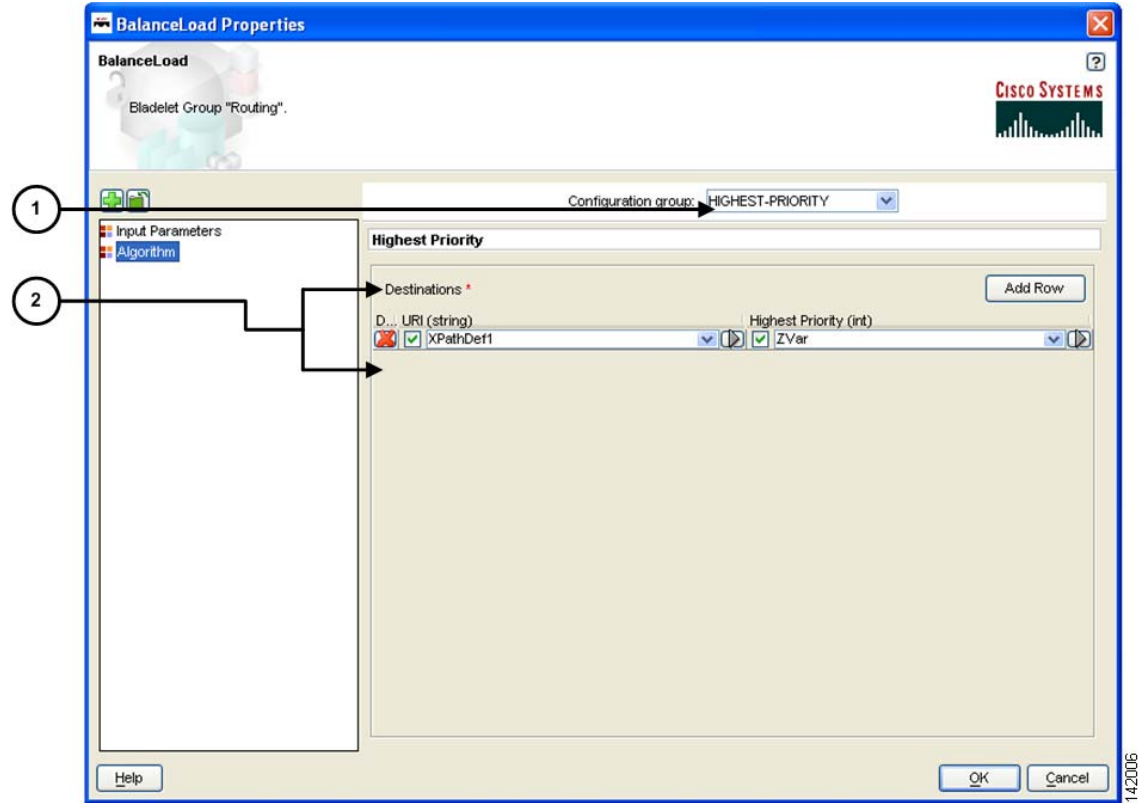 BalanceLoad Properties
BalanceLoad
Bladelet Group "Routing".
CISCO SYSTEMS
1
Configuration group: HIGHEST-PRIORITY
Input Parameters
Algorithm
Highest Priority
2
Destinations *
Add Row
D... URI (string) Highest Priority (int)
XPathDef1 ZVar
Help
OK
Cancel
142006